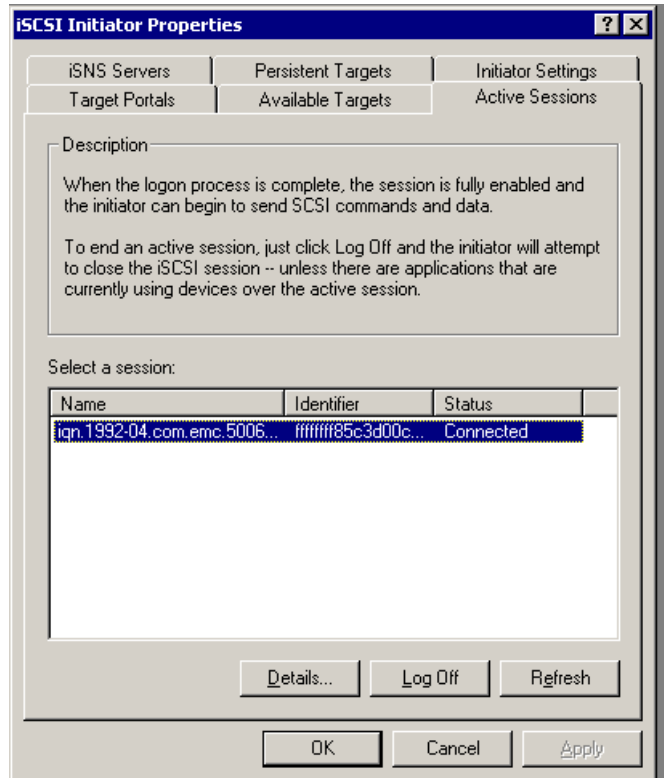 iSCSI Initiator Properties
iSNS Servers Persistent Targets Initiator Settings
Target Portals Available Targets Active Sessions
Description
When the logon process is complete, the session is fully enabled and
the initiator can begin to send SCSI commands and data.
To end an active session, just click Log Off and the initiator will attempt
to close the iSCSI session -- unless there are applications that are
currently using devices over the active session.
Select a session:
Name Identifier Status
iqn.1992-04.com.emc.5006... ffffffff85c3d00c... Connected
Details... Log Off Refresh
OK Cancel Apply